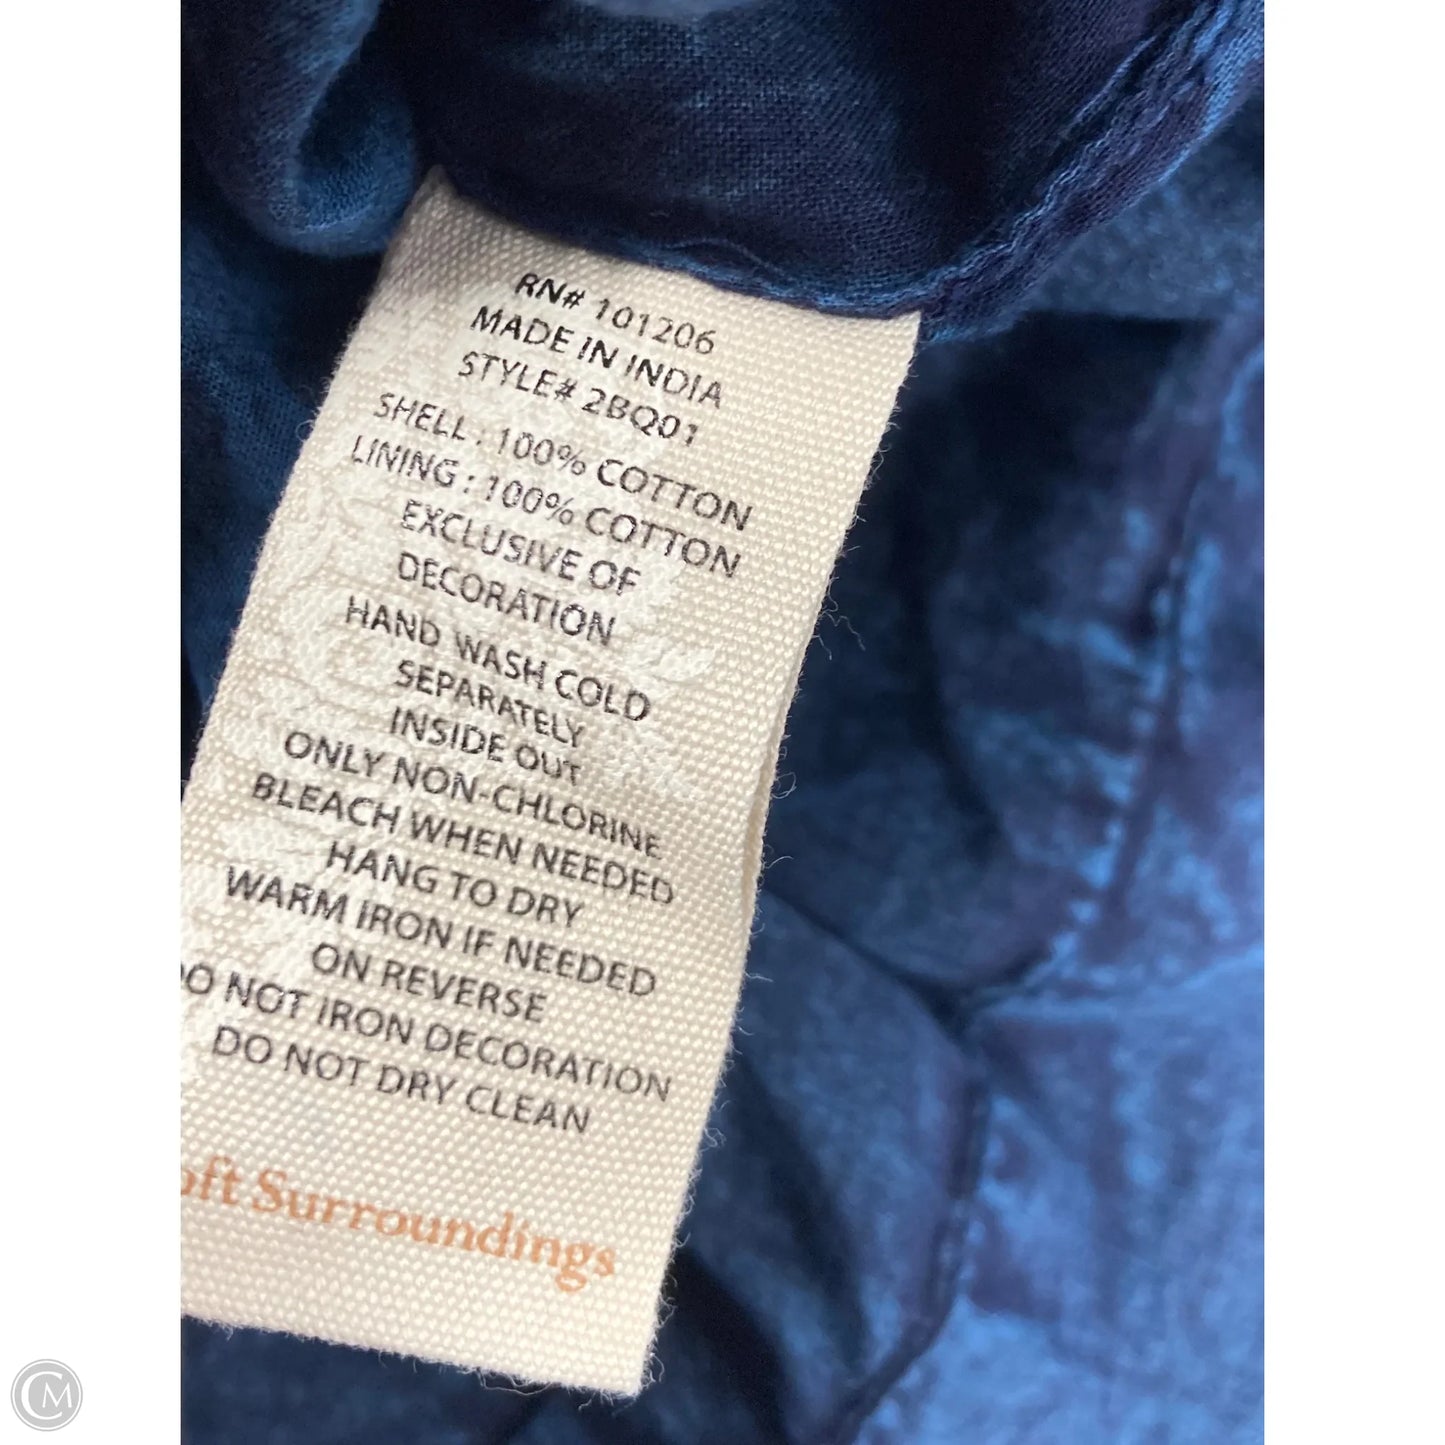 RN# 101206
MADE IN INDIA
STYLE# 2BQ01
SHELL : 100% COTTON
LINING : 100% COTTON
EXCLUSIVE OF
DECORATION
HAND WASH COLD
SEPARATELY
INSIDE OUT
ONLY NON-CHLORINE
BLEACH WHEN NEEDED
HANG TO DRY
WARM IRON IF NEEDED
ON REVERSE
DO NOT IRON DECORATION
DO NOT DRY CLEAN
oft Surroundings
CM